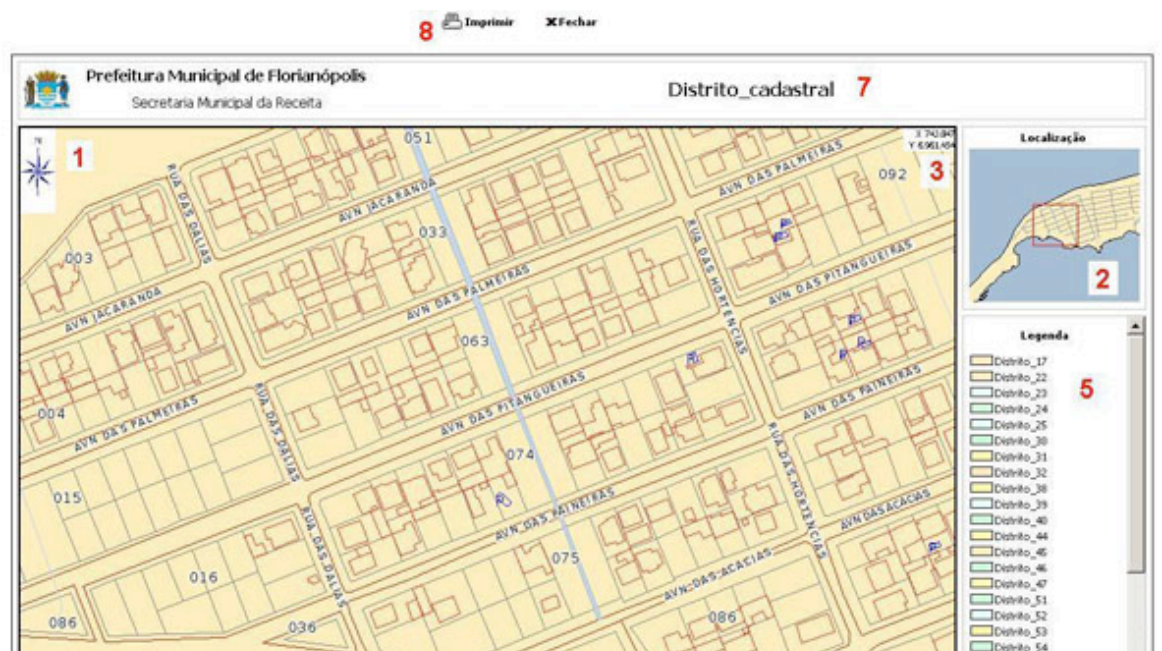 8 Imprimir XFechar
Prefeitura Municipal de Florianópolis
Secretaria Municipal da Receita
Distrito_cadastral 7
N
1
051
3
092
AVN DAS PALMEIRAS
RUA DAS DALIAS
AVN JACARANDA
033
003
RUA DAS HORTENCIAS
AVN DAS PITANGUEIRAS
AVN DAS PALMEIRAS
AVN JACARANDA
063
004
AVN DAS PALMEIRAS
RUA DAS DALIAS
AVN DAS PITANGUEIRAS
AVN DAS PAINEIRAS
074
015
RUA DAS HORTENCIAS
AVN DAS PAINEIRAS
AVN DAS ACACIAS
RUA DAS DALIAS
075
016
AVN DAS ACACIAS
086
036
086
Localização
2
Legenda
5
Distrito_17
Distrito_22
Distrito_23
Distrito_24
Distrito_25
Distrito_30
Distrito_31
Distrito_32
Distrito_38
Distrito_39
Distrito_40
Distrito_44
Distrito_45
Distrito_46
Distrito_47
Distrito_51
Distrito_52
Distrito_53
Distrito_54